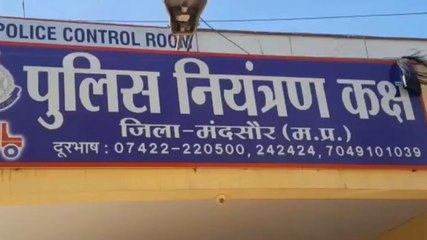 POLICE CONTROL ROOM
पुलिस नियंत्रण कक्ष
जिला-मंदसौर (म.प्र.)
दूरभाष : 07422-220500, 242424, 7049101039